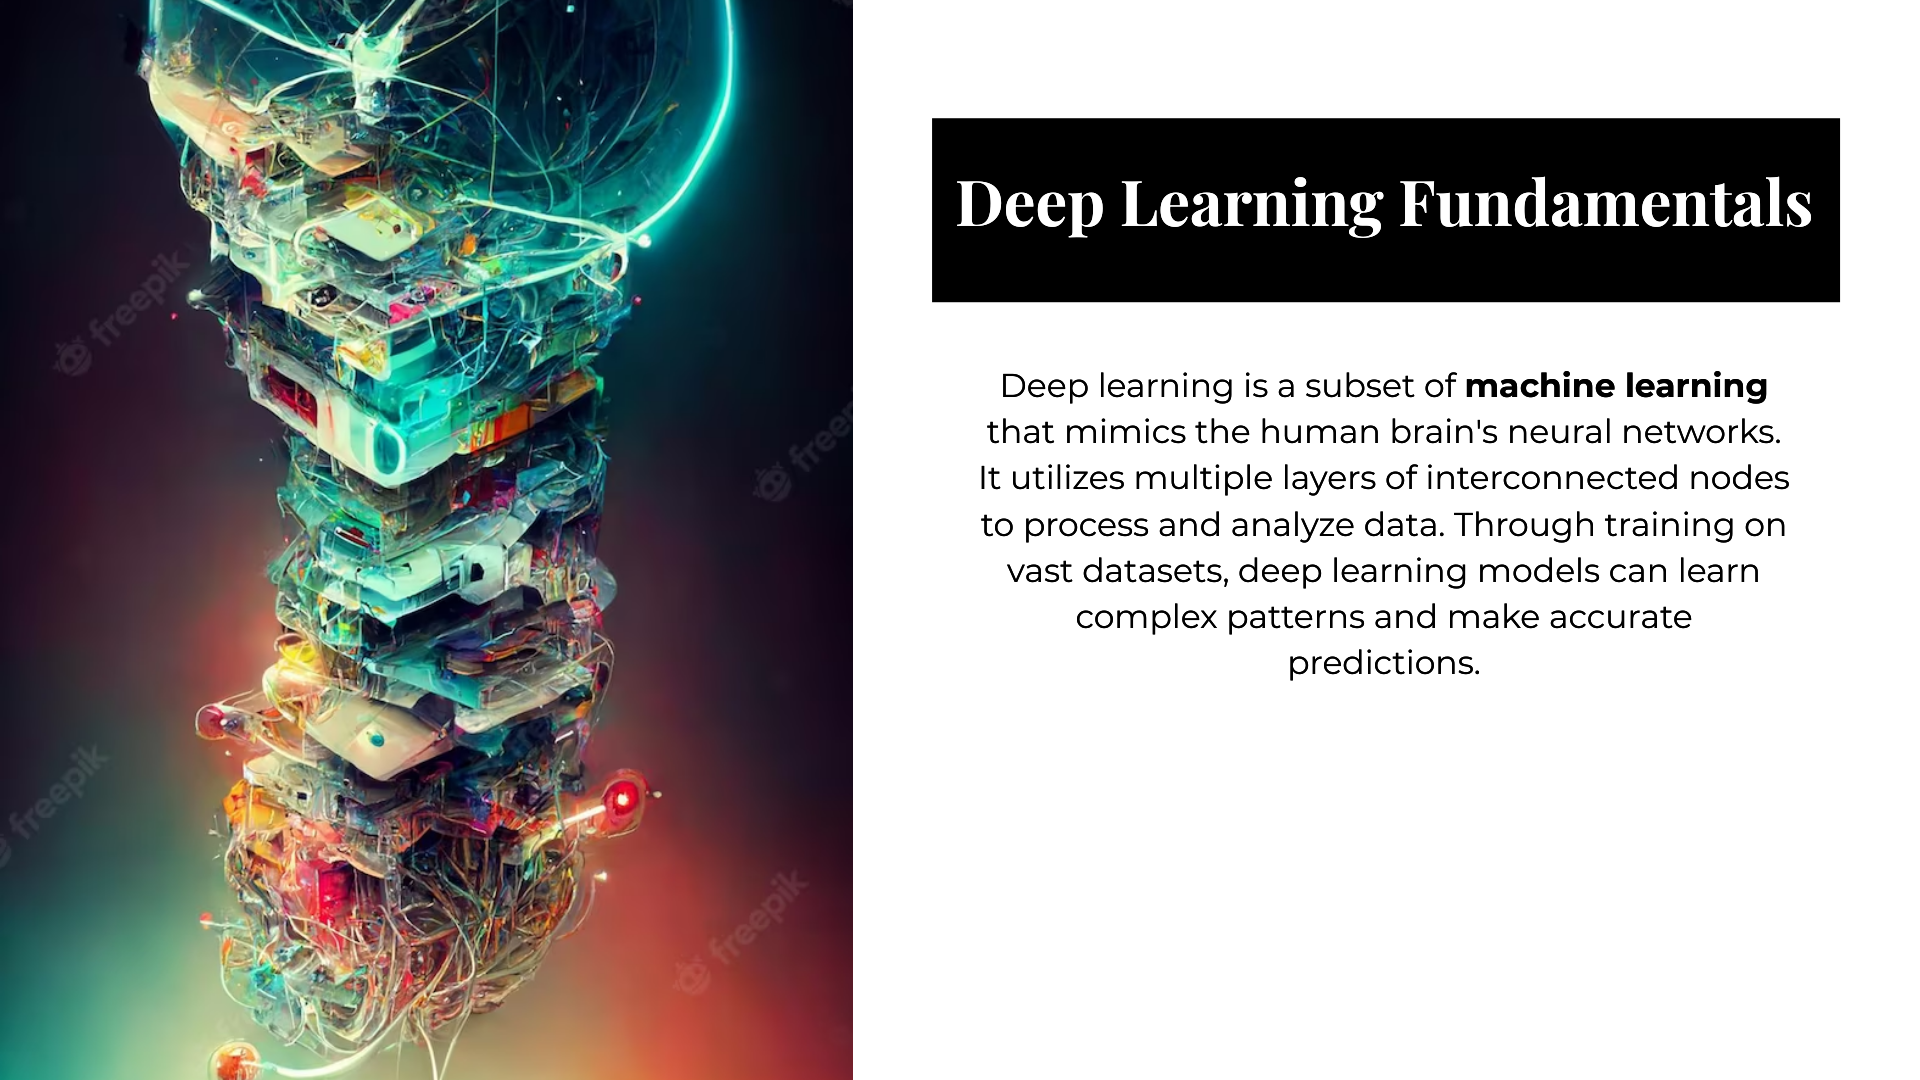 Deep Learning Fundamentals
Deep learning is a subset of machine learning
that mimics the human brain's neural networks.
It utilizes multiple layers of interconnected nodes
to process and analyze data. Through training on
vast datasets, deep learning models can learn
complex patterns and make accurate
predictions.
freepik
freepik
freepik
freepik